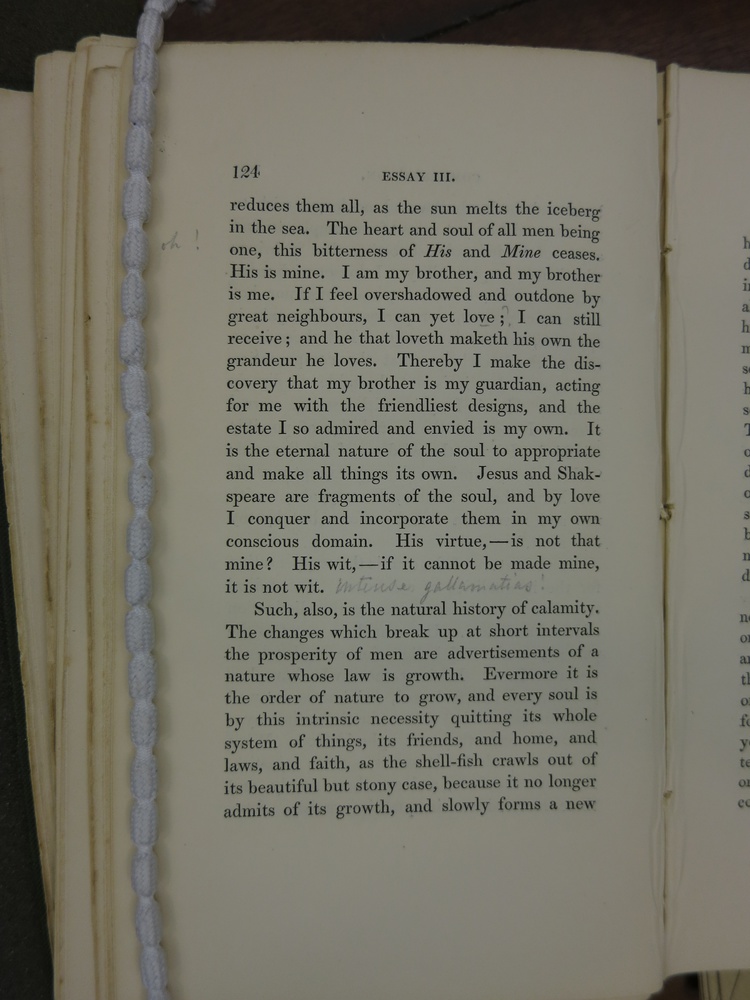 124
ESSAY III.
reduces them all, as the sun melts the iceberg
in the sea. The heart and soul of all men being
oh !
one, this bitterness of His and Mine ceases.
His is mine. I am my brother, and my brother
is me. If I feel overshadowed and outdone by
great neighbours, I can yet love ; ? I can still
receive ; and he that loveth maketh his own the
grandeur he loves. Thereby I make the dis-
covery that my brother is my guardian, acting
for me with the friendliest designs, and the
estate I so admired and envied is my own. It
is the eternal nature of the soul to appropriate
and make all things its own. Jesus and Shak-
speare are fragments of the soul, and by love
I conquer and incorporate them in my own
conscious domain. His virtue,—is not that
mine? His wit,—if it cannot be made mine,
it is not wit. intense gallamatias !
Such, also, is the natural history of calamity.
The changes which break up at short intervals
the prosperity of men are advertisements of a
nature whose law is growth. Evermore it is
the order of nature to grow, and every soul is
by this intrinsic necessity quitting its whole
system of things, its friends, and home, and
laws, and faith, as the shell-fish crawls out of
its beautiful but stony case, because it no longer
admits of its growth, and slowly forms a new